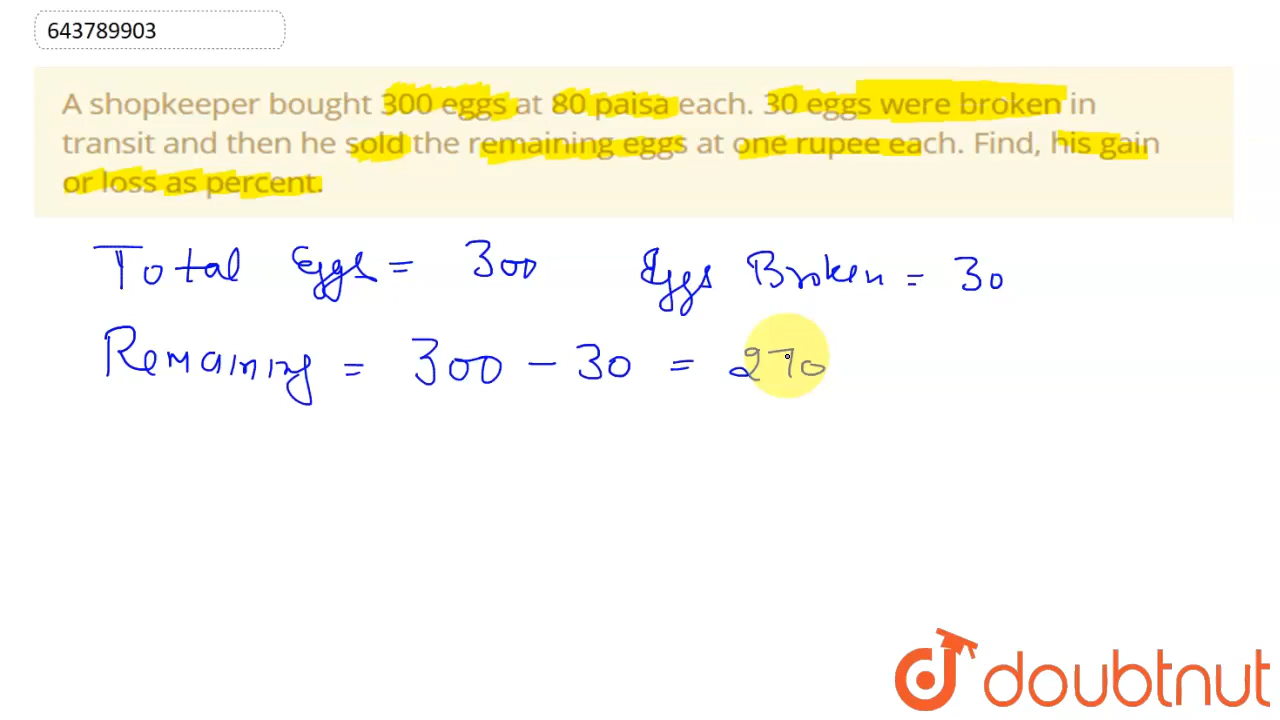 643789903
A shopkeeper bought 300 eggs at 80 paisa each. 30 eggs were broken in
transit and then he sold the remaining eggs at one rupee each. Find, his gain
or loss as percent.
Total Eggs = 300 Eggs Broken = 30
Remaining = 300 - 30 = 270
doubtnut